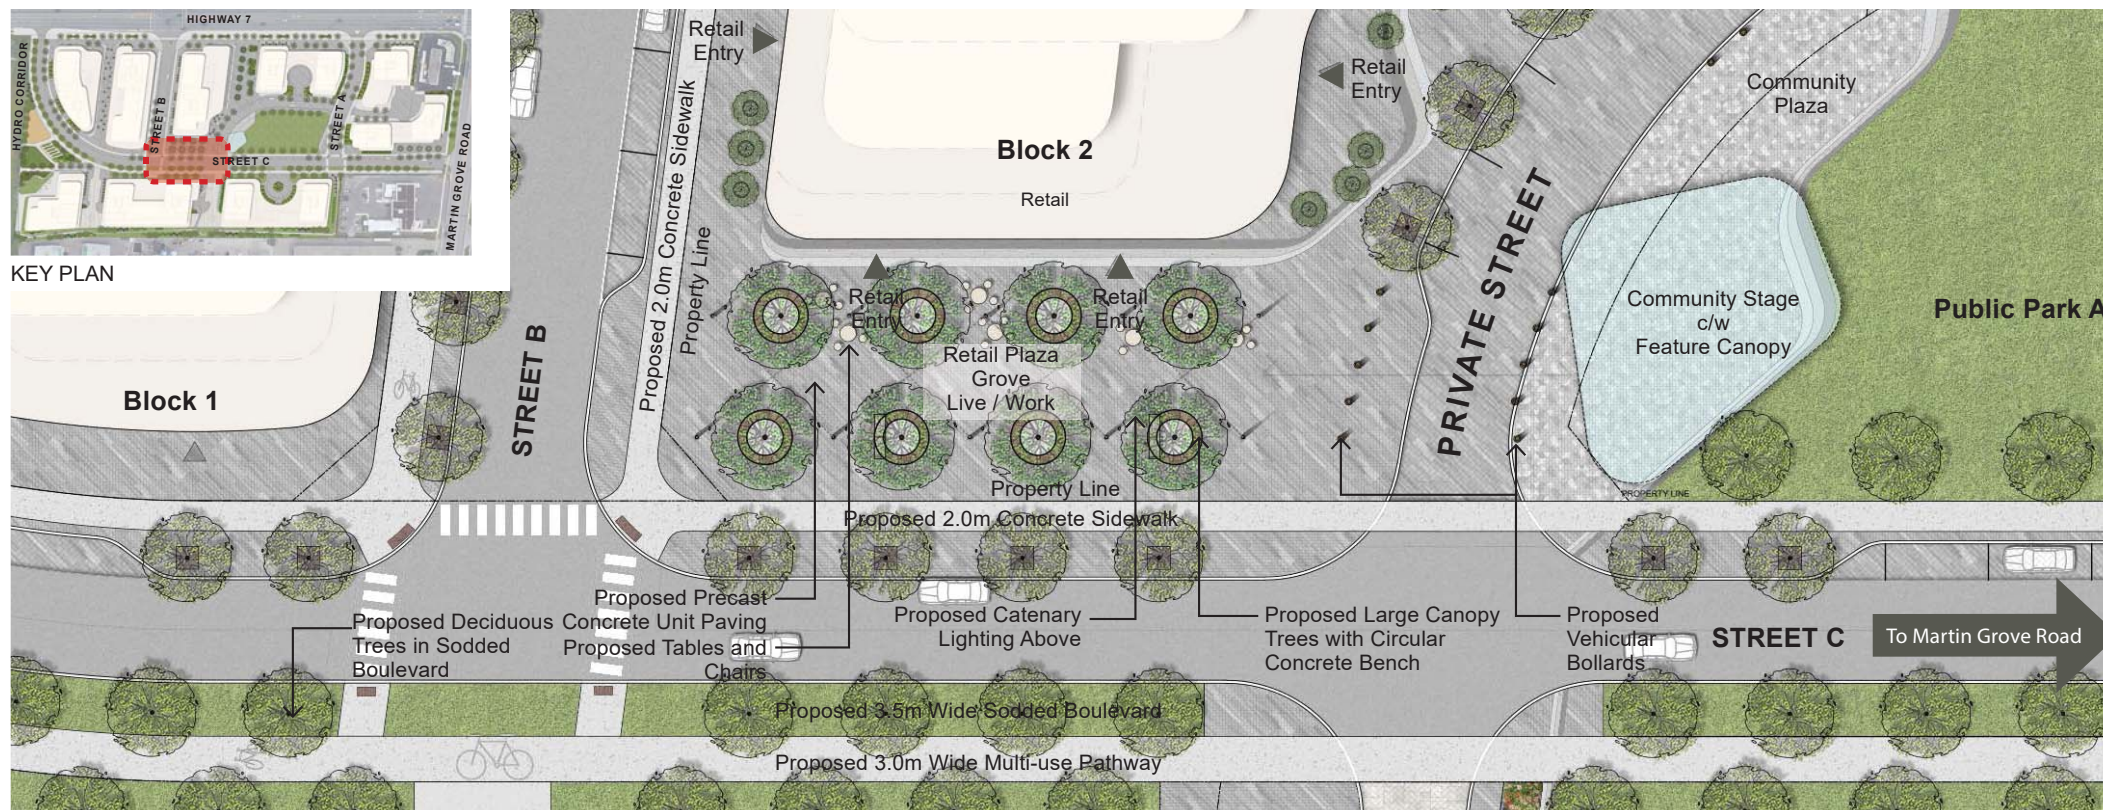 HIGHWAY 7
HYDRO CORRIDOR
STREET B
STREET A
STREET C
MARTIN GROVE ROAD
KEY PLAN
Retail
Entry
Retail
Entry
Community
Plaza
Block 2
Retail
Proposed 2.0m Concrete Sidewalk
Property Line
PRIVATE STREET
Community Stage
c/w
Feature Canopy
Public Park A
Retail
Entry
Retail
Entry
Retail Plaza
Grove
Live / Work
Block 1
STREET B
Property Line
PROPERTY LINE
Proposed 2.0m Concrete Sidewalk
Proposed Deciduous
Trees in Sodded
Boulevard
Proposed Precast
Concrete Unit Paving
Proposed Tables and
Chairs
Proposed Catenary
Lighting Above
Proposed Large Canopy
Trees with Circular
Concrete Bench
Proposed
Vehicular
Bollards
STREET C
To Martin Grove Road
Proposed 3.5m Wide Sodded Boulevard
Proposed 3.0m Wide Multi-use Pathway